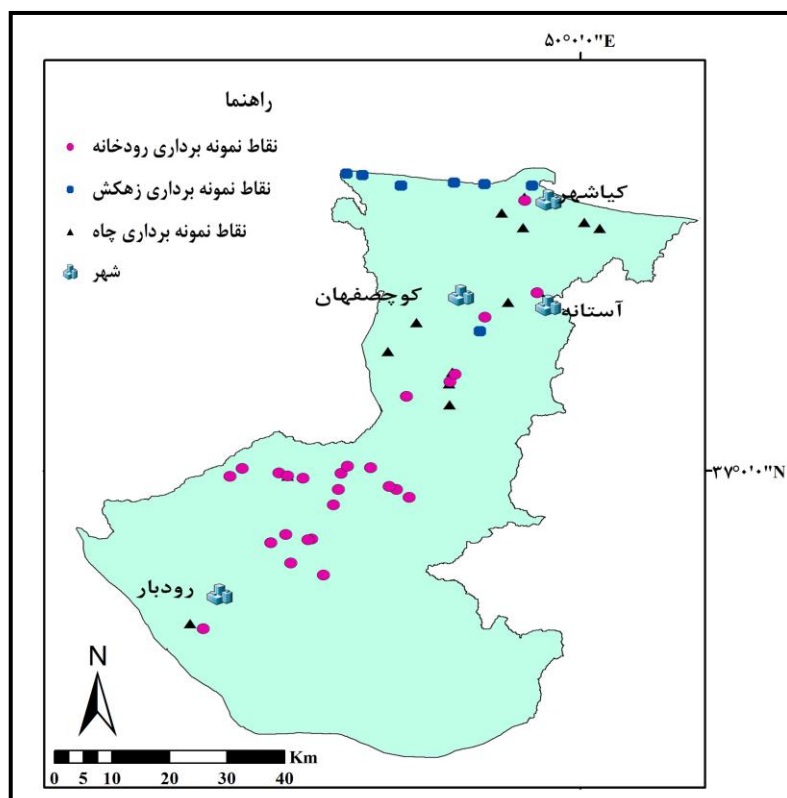 ۵۰°۰'۰"E
راهنما
نقاط نمونه برداری رودخانه
نقاط نمونه برداری زهکش
نقاط نمونه برداری چاه
شهر
کیاشهر
کوچصفهان
آستانه
۳۷°۰'۰"N
رودبار
N
0 5 10 20 30 40 Km